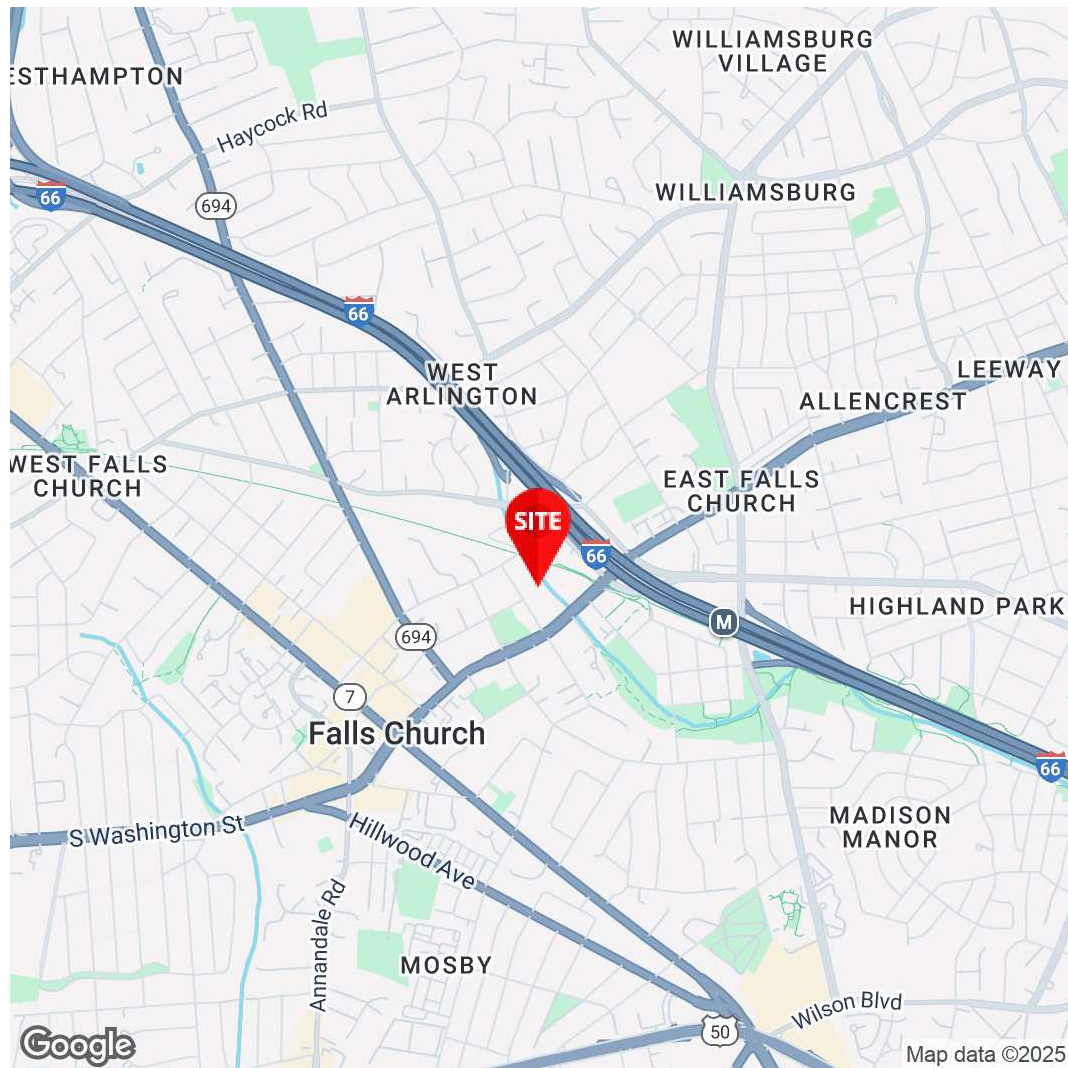 WILLIAMSBURG
VILLAGE
ESTHAMPTON
Haycock Rd
66
694
WILLIAMSBURG
66
WEST
ARLINGTON
LEEWAY
ALLENCREST
WEST FALLS
CHURCH
EAST FALLS
CHURCH
SITE
66
HIGHLAND PARK
M
694
7
Falls Church
66
S Washington St
Hillwood Ave
MADISON
MANOR
Annandale Rd
MOSBY
Wilson Blvd
50
Google
Map data ©2025